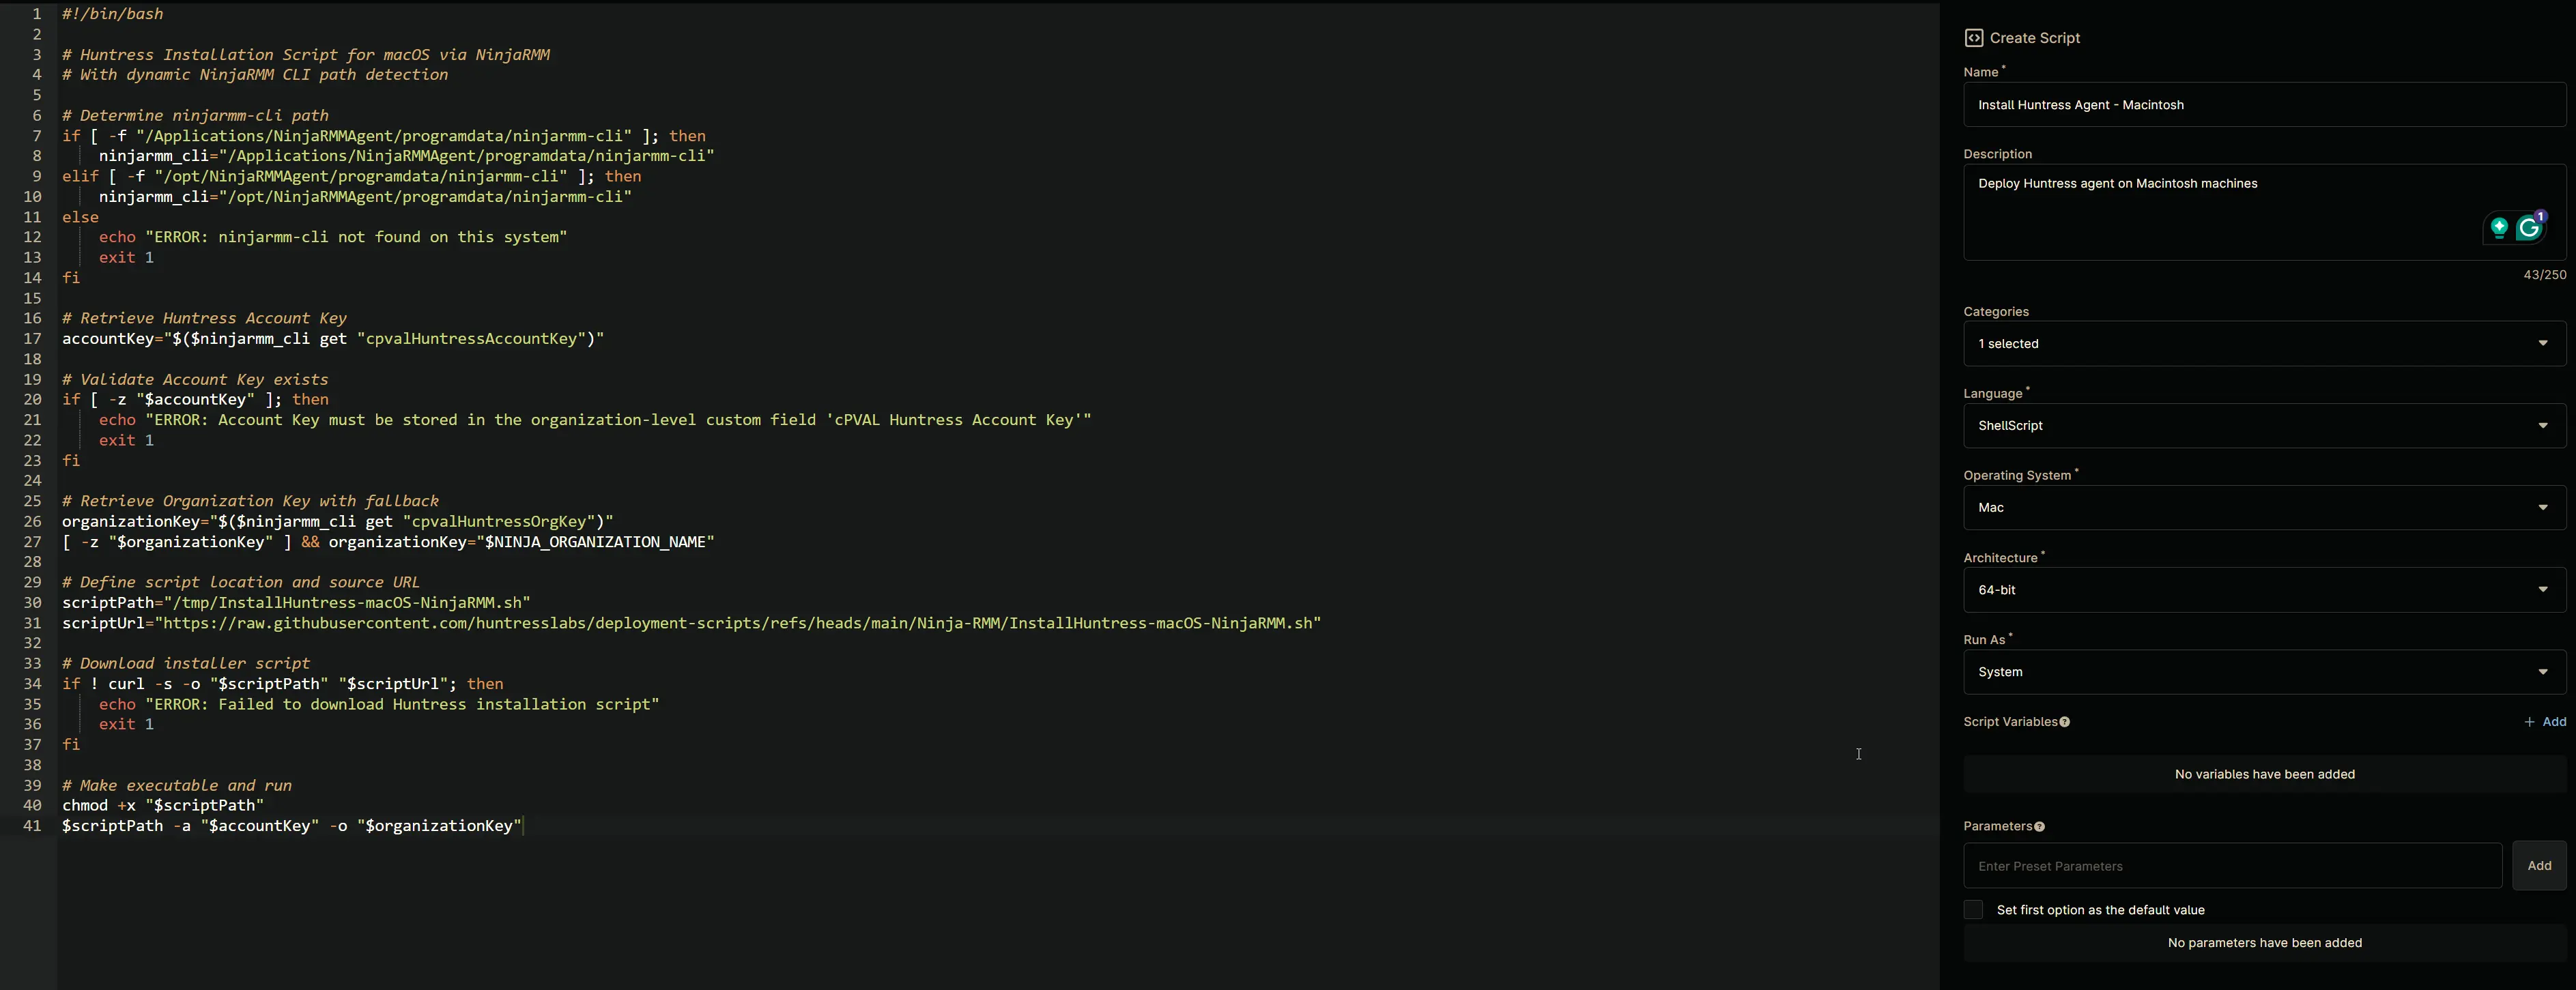 1 #!/bin/bash
2
3 # Huntress Installation Script for macOS via NinjaRMM
4 # With dynamic NinjaRMM CLI path detection
5
6 # Determine ninjarmm-cli path
7 if [ -f "/Applications/NinjaRMMAgent/programdata/ninjarmm-cli" ]; then
8 ninjarmm_cli="/Applications/NinjaRMMAgent/programdata/ninjarmm-cli"
9 elif [ -f "/opt/NinjaRMMAgent/programdata/ninjarmm-cli" ]; then
10 ninjarmm_cli="/opt/NinjaRMMAgent/programdata/ninjarmm-cli"
11 else
12 echo "ERROR: ninjarmm-cli not found on this system"
13 exit 1
14 fi
15
16 # Retrieve Huntress Account Key
17 accountKey="$($ninjarmm_cli get "cpvalHuntressAccountKey")"
18
19 # Validate Account Key exists
20 if [ -z "$accountKey" ]; then
21 echo "ERROR: Account Key must be stored in the organization-level custom field 'cPVAL Huntress Account Key'"
22 exit 1
23 fi
24
25 # Retrieve Organization Key with fallback
26 organizationKey="$($ninjarmm_cli get "cpvalHuntressOrgKey")"
27 [ -z "$organizationKey" ] && organizationKey="$NINJA_ORGANIZATION_NAME"
28
29 # Define script location and source URL
30 scriptPath="/tmp/InstallHuntress-macOS-NinjaRMM.sh"
31 scriptUrl="https://raw.githubusercontent.com/huntresslabs/deployment-scripts/refs/heads/main/Ninja-RMM/InstallHuntress-macOS-NinjaRMM.sh"
32
33 # Download installer script
34 if ! curl -s -o "$scriptPath" "$scriptUrl"; then
35 echo "ERROR: Failed to download Huntress installation script"
36 exit 1
37 fi
38
39 # Make executable and run
40 chmod +x "$scriptPath"
41 $scriptPath -a "$accountKey" -o "$organizationKey"
Create Script
Name *
Install Huntress Agent - Macintosh
Description
Deploy Huntress agent on Macintosh machines
1
43/250
Categories
1 selected
Language *
ShellScript
Operating System *
Mac
Architecture *
64-bit
Run As *
System
Script Variables ?
+ Add
No variables have been added
Parameters ?
Enter Preset Parameters
Add
Set first option as the default value
No parameters have been added